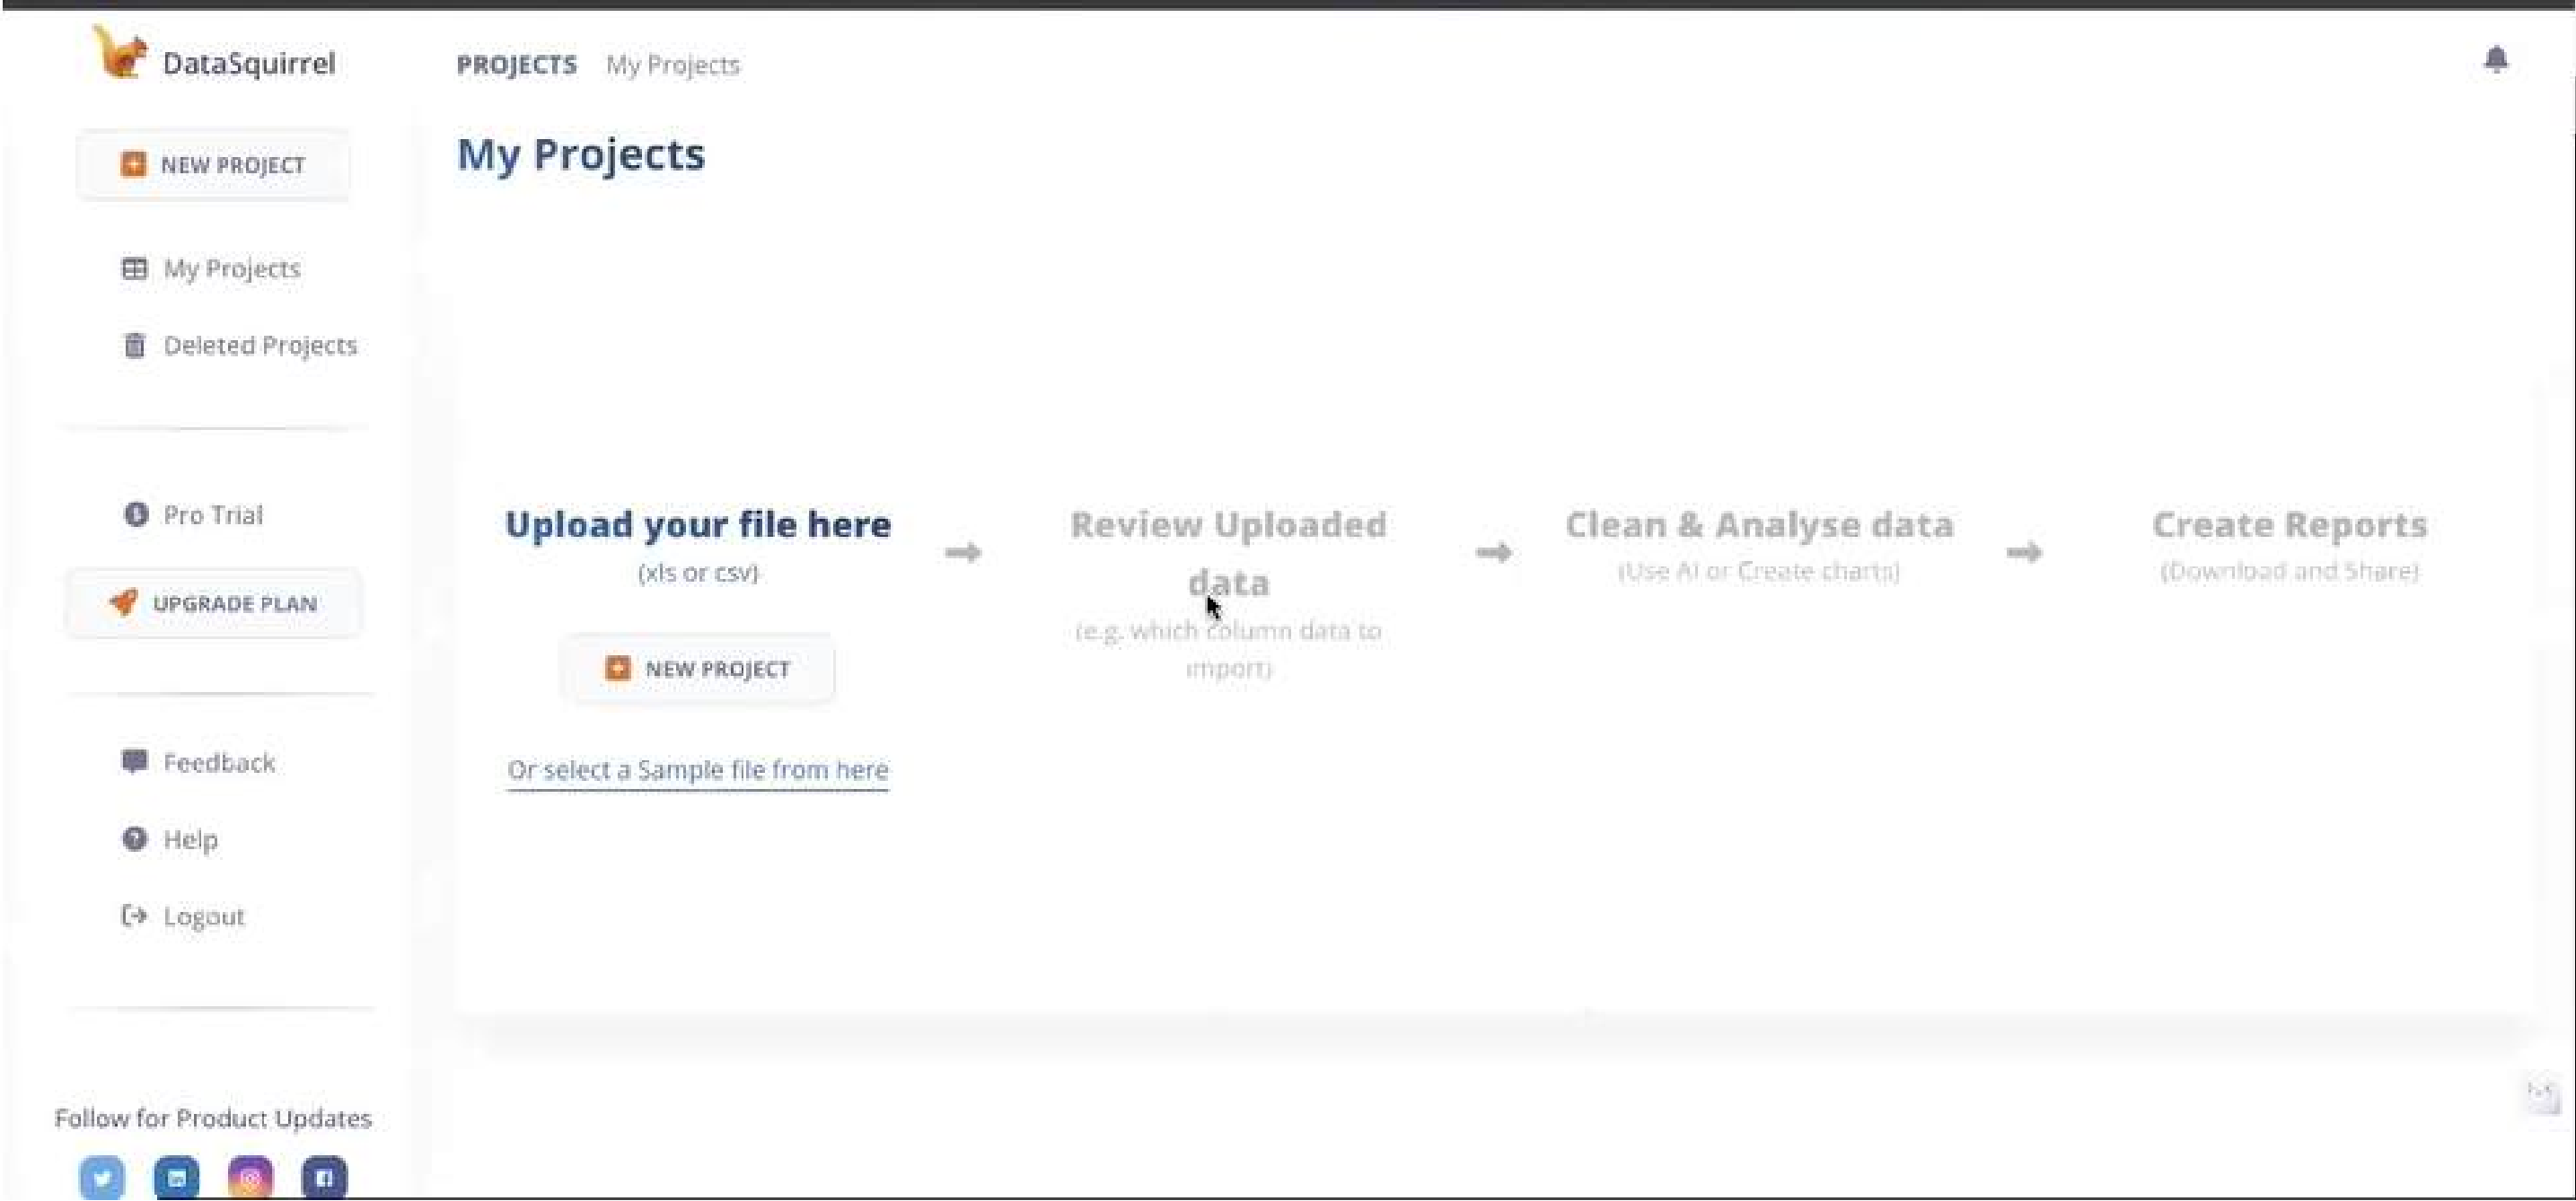 DataSquirrel
PROJECTS My Projects
NEW PROJECT
My Projects
Deleted Projects
Pro Trial
UPGRADE PLAN
Feedback
Help
Logout
Follow for Product Updates
My Projects
Upload your file here
(xls or csv)
NEW PROJECT
Or select a Sample file from here
Review Uploaded
data
(e.g. which column data to
import)
Clean & Analyse data
(Use AI or Create charts)
Create Reports
(Download and Share)